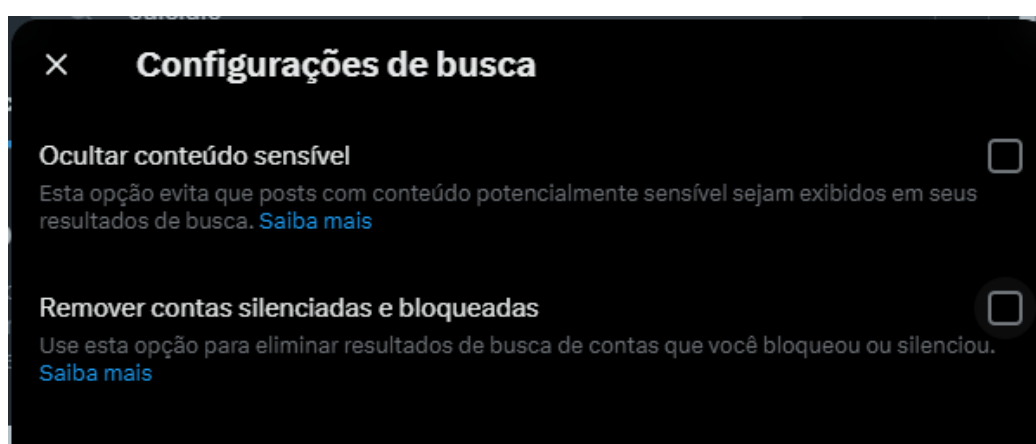 Configurações de busca
Ocultar conteúdo sensível
Esta opção evita que posts com conteúdo potencialmente sensível sejam exibidos em seus
resultados de busca. Saiba mais
Remover contas silenciadas e bloqueadas
Use esta opção para eliminar resultados de busca de contas que você bloqueou ou silenciou.
Saiba mais